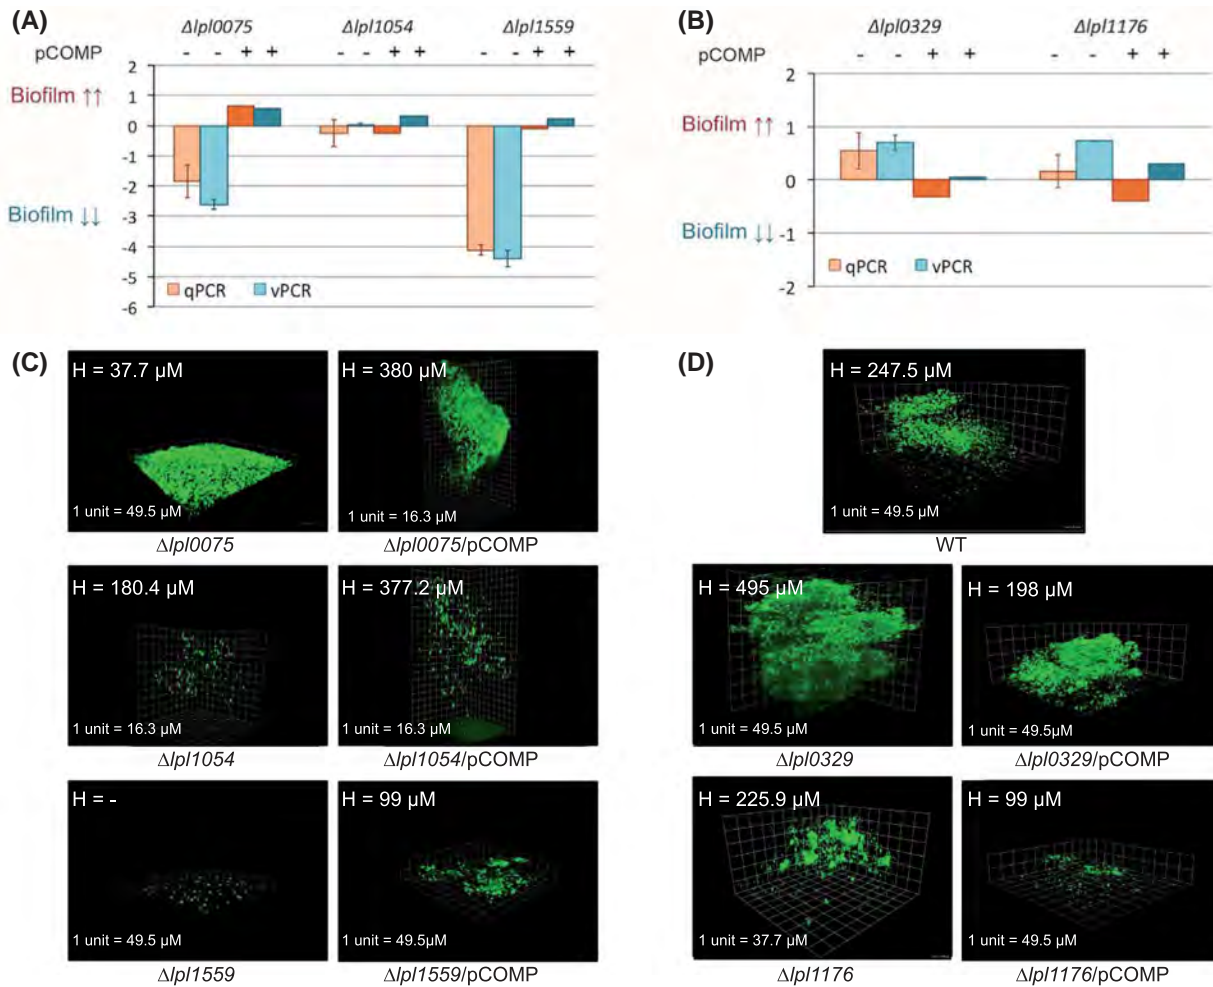 (A)
Δlpl0075 Δlpl1054 Δlpl1559
pCOMP - - + + - - + + - - + +
2
Biofilm ↑↑ 1
0
-1
-2
Biofilm ↓↓ -3
-4
-5
-6
qPCR vPCR
(B)
Δlpl0329 Δlpl1176
pCOMP - - + + - - + +
2
Biofilm ↑↑ 1
0
Biofilm ↓↓ -1
-2
qPCR vPCR
(C)
H = 37.7 µM
1 unit = 49.5 µM
Δlpl0075
H = 380 µM
1 unit = 16.3 µM
Δlpl0075/pCOMP
H = 180.4 µM
1 unit = 16.3 µM
Δlpl1054
H = 377.2 µM
1 unit = 16.3 µM
Δlpl1054/pCOMP
H = -
1 unit = 49.5 µM
Δlpl1559
H = 99 µM
1 unit = 49.5µM
Δlpl1559/pCOMP
(D)
H = 247.5 µM
1 unit = 49.5 µM
WT
H = 495 µM
1 unit = 49.5 µM
Δlpl0329
H = 198 µM
1 unit = 49.5µM
Δlpl0329/pCOMP
H = 225.9 µM
1 unit = 37.7 µM
Δlpl1176
H = 99 µM
1 unit = 49.5 µM
Δlpl1176/pCOMP